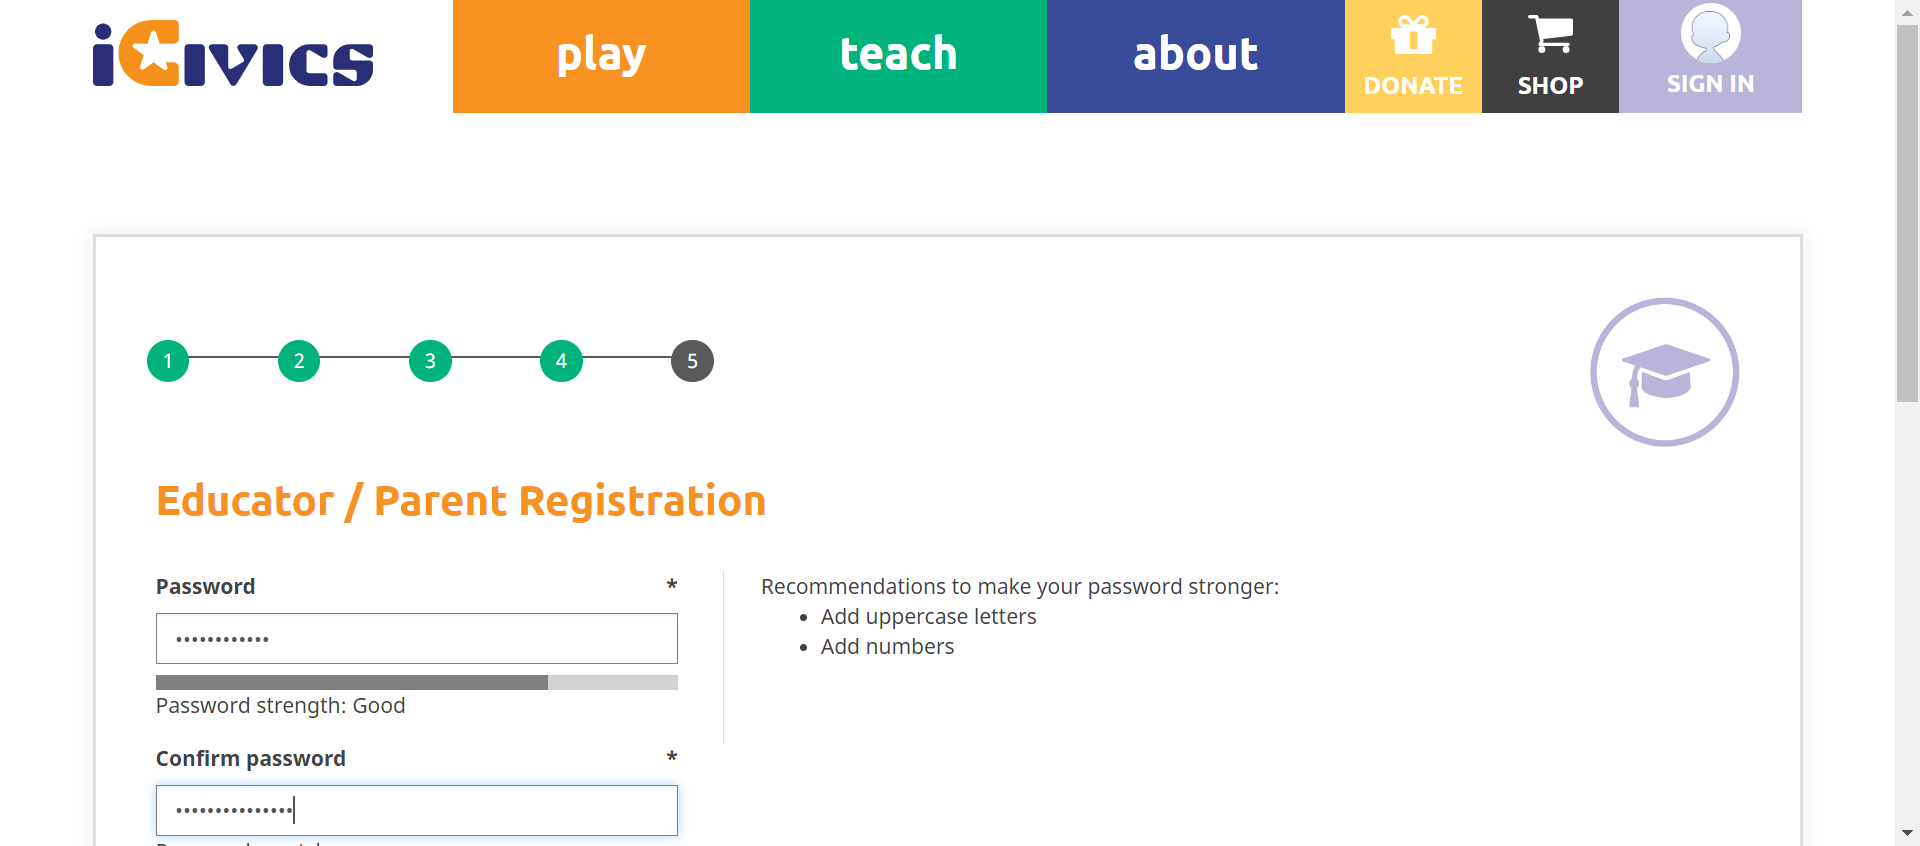 iCivics
play
teach
about
DONATE
SHOP
SIGN IN
1
2
3
4
5
Educator / Parent Registration
Password *
••••••••••••
Password strength: Good
Confirm password *
•••••••••••••••
Recommendations to make your password stronger:
• Add uppercase letters
• Add numbers